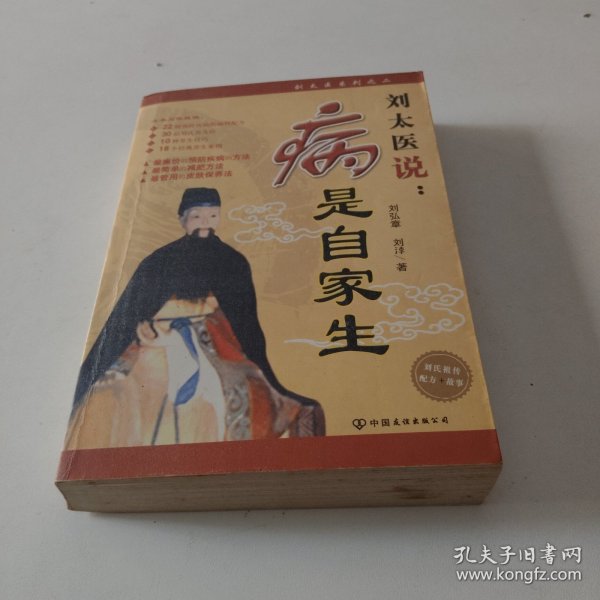 刘太医系列之二
刘太医说：
病
是自家生
刘弘章 刘浡/著
最廉价的预防疾病的方法
最简单的减肥方法
最管用的皮肤保养法
刘氏祖传
配方+故事
中国友谊出版公司
孔夫子旧书网
www.kongfz.com